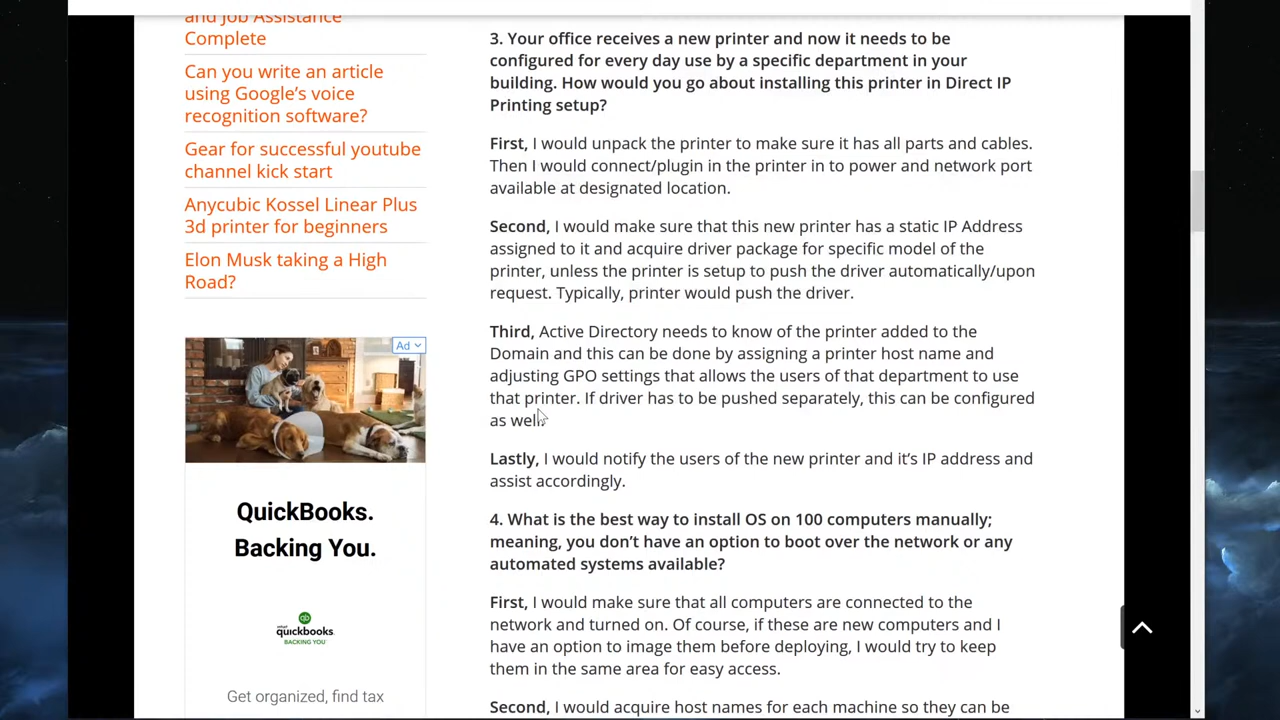 and Job Assistance
Complete
Can you write an article
using Google's voice
recognition software?
Gear for successful youtube
channel kick start
Anycubic Kossel Linear Plus
3d printer for beginners
Elon Musk taking a High
Road?
Ad
QuickBooks.
Backing You.
intuit
quickbooks.
BACKING YOU
Get organized, find tax
3. Your office receives a new printer and now it needs to be
configured for every day use by a specific department in your
building. How would you go about installing this printer in Direct IP
Printing setup?
First, I would unpack the printer to make sure it has all parts and cables.
Then I would connect/plugin in the printer in to power and network port
available at designated location.
Second, I would make sure that this new printer has a static IP Address
assigned to it and acquire driver package for specific model of the
printer, unless the printer is setup to push the driver automatically/upon
request. Typically, printer would push the driver.
Third, Active Directory needs to know of the printer added to the
Domain and this can be done by assigning a printer host name and
adjusting GPO settings that allows the users of that department to use
that printer. If driver has to be pushed separately, this can be configured
as well.
Lastly, I would notify the users of the new printer and it's IP address and
assist accordingly.
4. What is the best way to install OS on 100 computers manually;
meaning, you don't have an option to boot over the network or any
automated systems available?
First, I would make sure that all computers are connected to the
network and turned on. Of course, if these are new computers and I
have an option to image them before deploying, I would try to keep
them in the same area for easy access.
Second, I would acquire host names for each machine so they can be